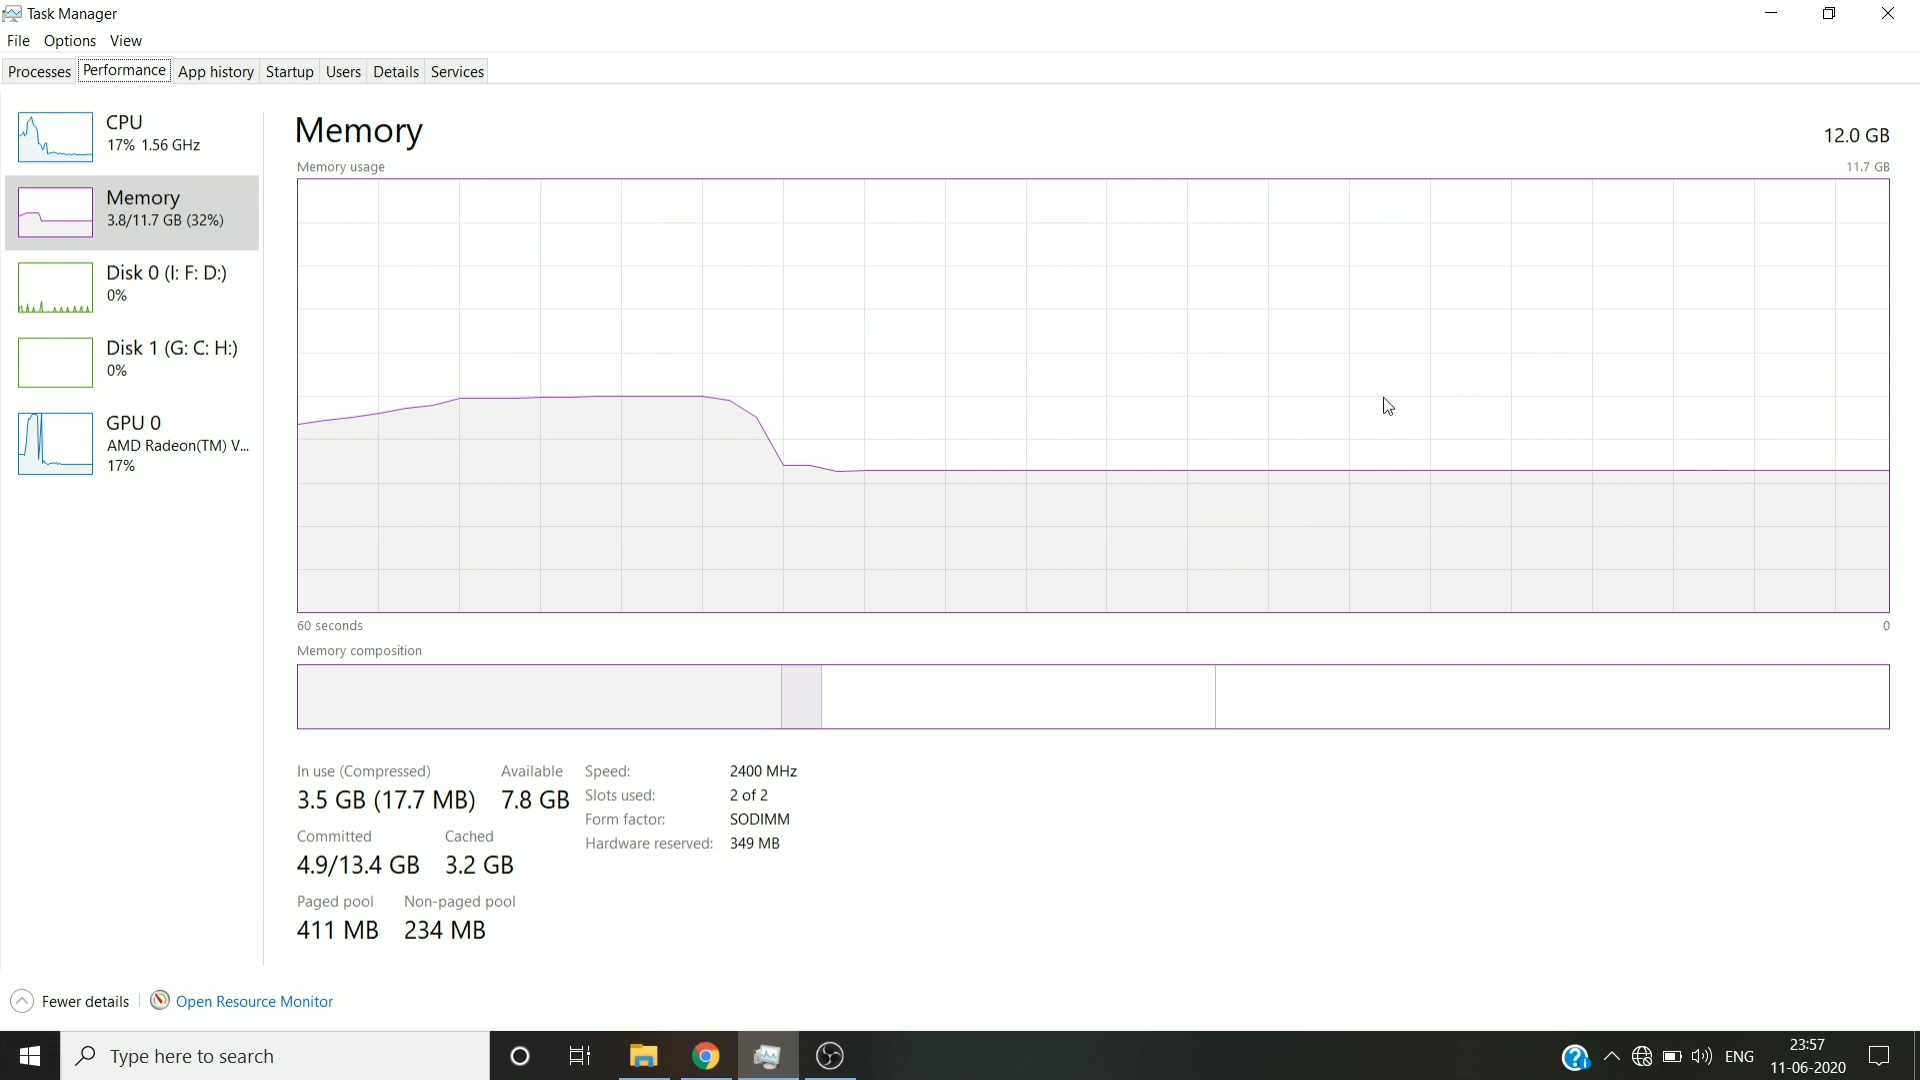 Task Manager
File Options View
Processes Performance App history Startup Users Details Services
CPU
17% 1.56 GHz
Memory
3.8/11.7 GB (32%)
Disk 0 (I: F: D:)
0%
Disk 1 (G: C: H:)
0%
GPU 0
AMD Radeon(TM) V...
17%
Memory
12.0 GB
Memory usage
11.7 GB
60 seconds
0
Memory composition
In use (Compressed)
3.5 GB (17.7 MB)
Available
7.8 GB
Committed
4.9/13.4 GB
Cached
3.2 GB
Paged pool
411 MB
Non-paged pool
234 MB
Speed: 2400 MHz
Slots used: 2 of 2
Form factor: SODIMM
Hardware reserved: 349 MB
Fewer details
Open Resource Monitor
Type here to search
ENG
23:57
11-06-2020